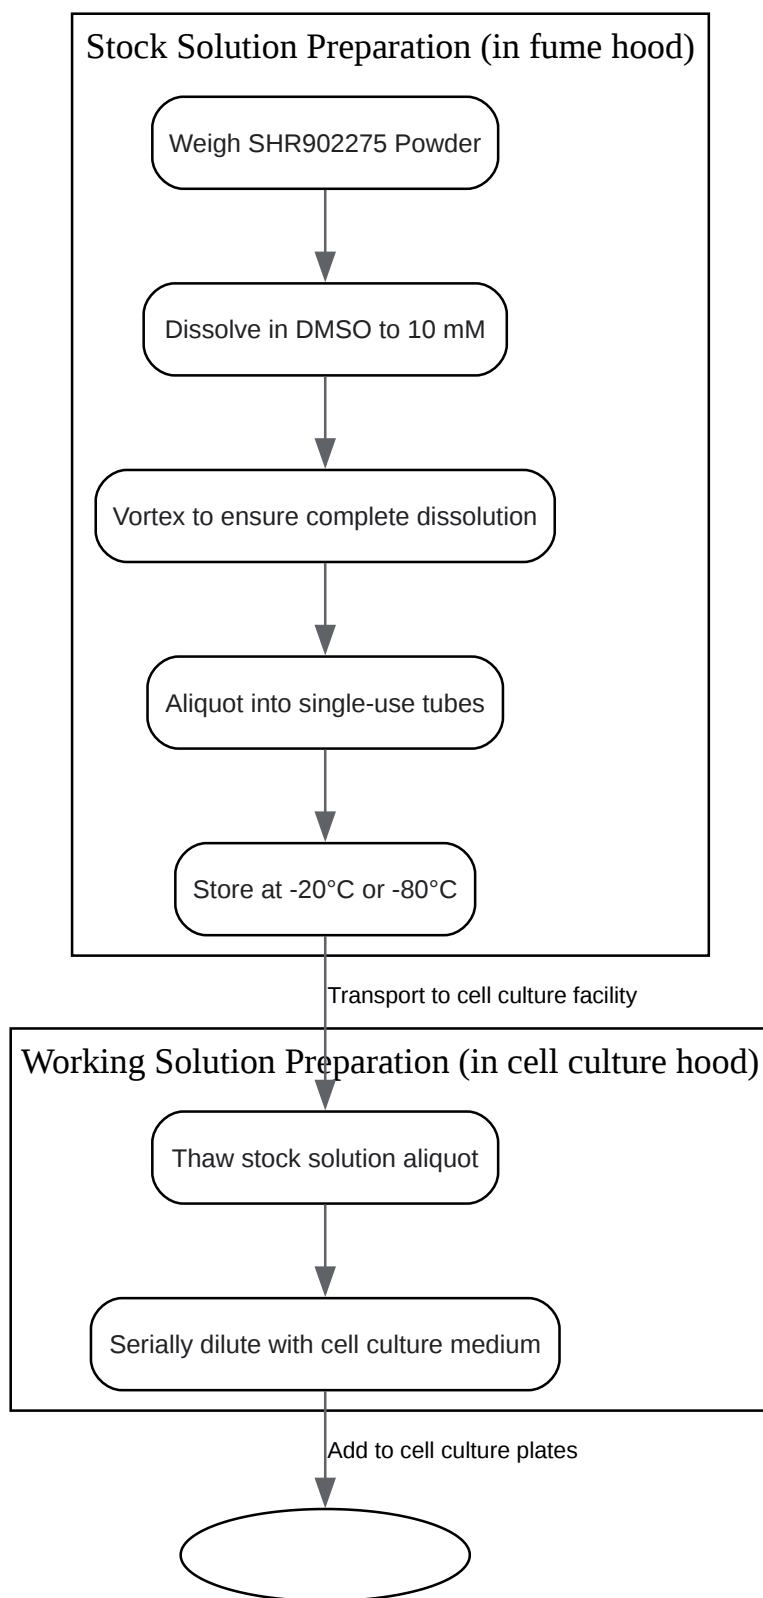 Stock Solution Preparation (in fume hood)
Weigh SHR902275 Powder
Dissolve in DMSO to 10 mM
Vortex to ensure complete dissolution
Aliquot into single-use tubes
Store at -20°C or -80°C
Transport to cell culture facility
Working Solution Preparation (in cell culture hood)
Thaw stock solution aliquot
Serially dilute with cell culture medium
Add to cell culture plates